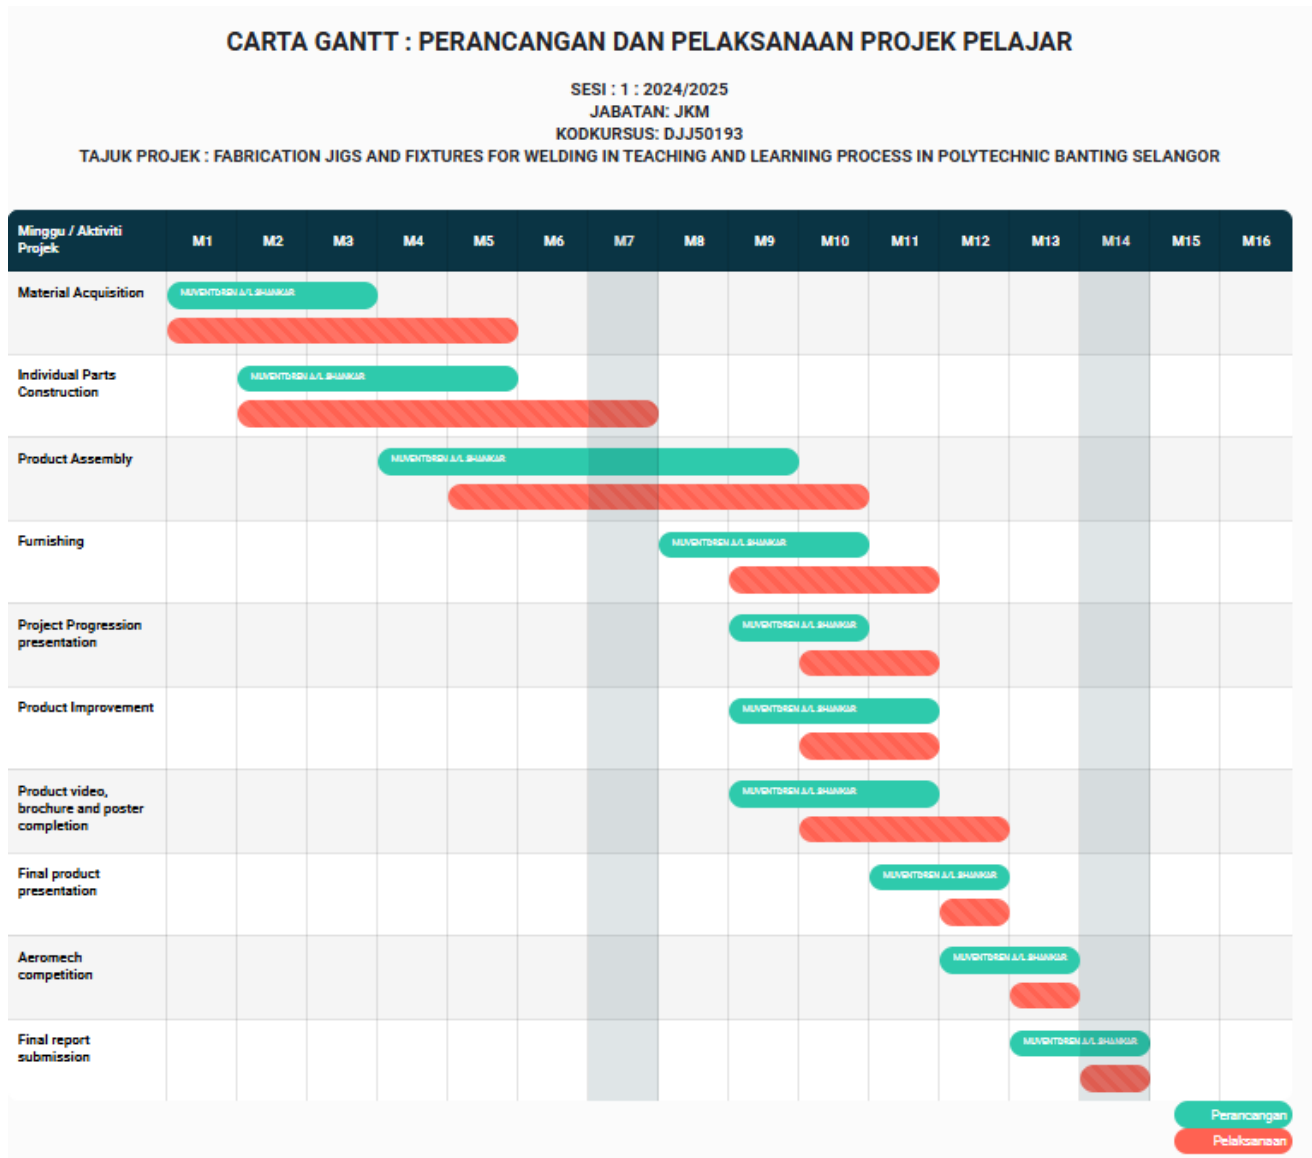 CARTA GANTT : PERANCANGAN DAN PELAKSANAAN PROJEK PELAJAR
SESI : 1 : 2024/2025
JABATAN: JKM
KODKURSUS: DJJ50193
TAJUK PROJEK : FABRICATION JIGS AND FIXTURES FOR WELDING IN TEACHING AND LEARNING PROCESS IN POLYTECHNIC BANTING SELANGOR
Minggu / Aktiviti
Projek
M1 M2 M3 M4 M5 M6 M7 M8 M9 M10 M11 M12 M13 M14 M15 M16
Material Acquisition
MUVENTDREN A/L SHANKAR
Individual Parts
Construction
MUVENTDREN A/L SHANKAR
Product Assembly
MUVENTDREN A/L SHANKAR
Furnishing
MUVENTDREN A/L SHANKAR
Project Progression
presentation
MUVENTDREN A/L SHANKAR
Product Improvement
MUVENTDREN A/L SHANKAR
Product video,
brochure and poster
completion
MUVENTDREN A/L SHANKAR
Final product
presentation
MUVENTDREN A/L SHANKAR
Aeromech
competition
MUVENTDREN A/L SHANKAR
Final report
submission
MUVENTDREN A/L SHANKAR
Perancangan
Pelaksanaan